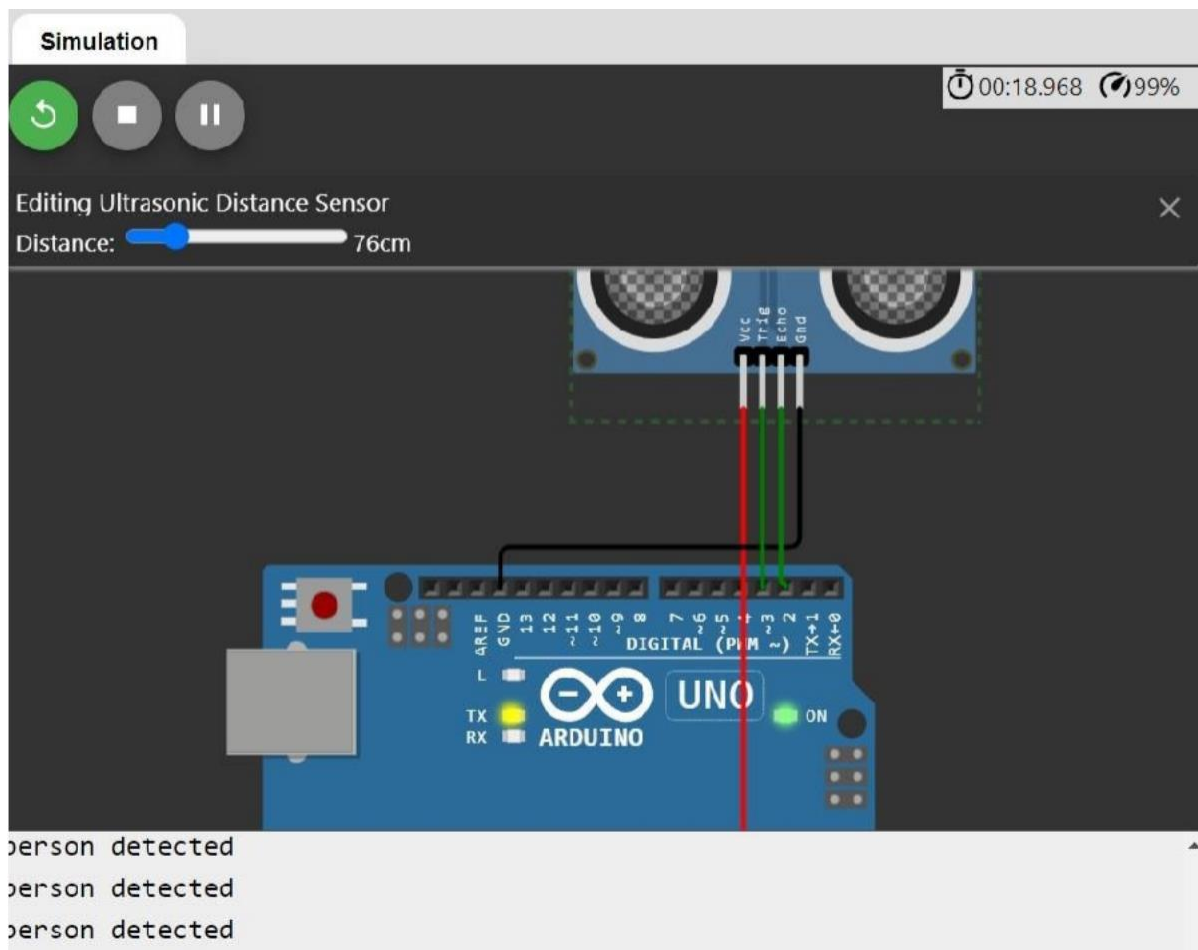 Simulation
00:18.968 99%
Editing Ultrasonic Distance Sensor
Distance: 76cm
Vcc
Trig
Echo
Gnd
AREF
GND
13
12
~11
~10
~9
8
7
~6
~5
4
~3
2
TX→1
RX←0
DIGITAL (PWM ~)
L
TX
RX
ARDUINO
UNO
ON
person detected
person detected
person detected